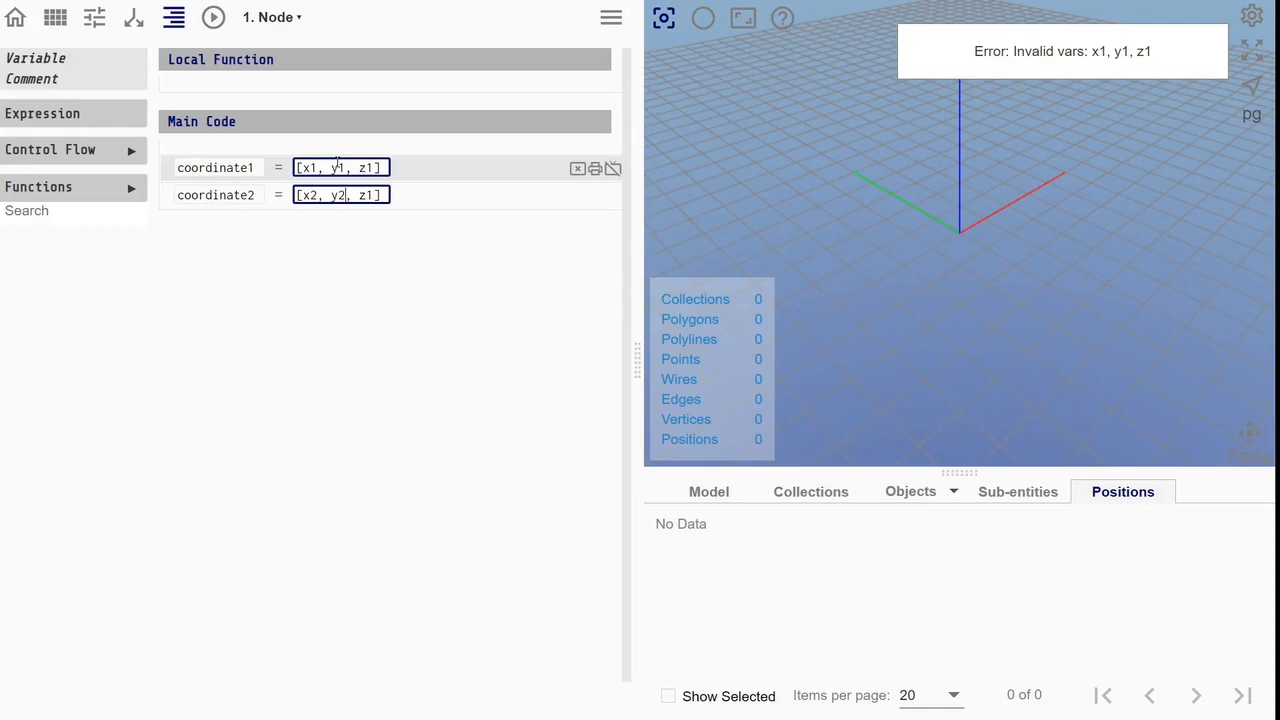 1. Node
Variable
Comment
Expression
Control Flow
Functions
Search
Local Function
Main Code
coordinate1 = [x1, y1, z1]
coordinate2 = [x2, y2, z1]
Error: Invalid vars: x1, y1, z1
pg
Collections 0
Polygons 0
Polylines 0
Points 0
Wires 0
Edges 0
Vertices 0
Positions 0
Model Collections Objects Sub-entities Positions
No Data
Show Selected Items per page: 20 0 of 0